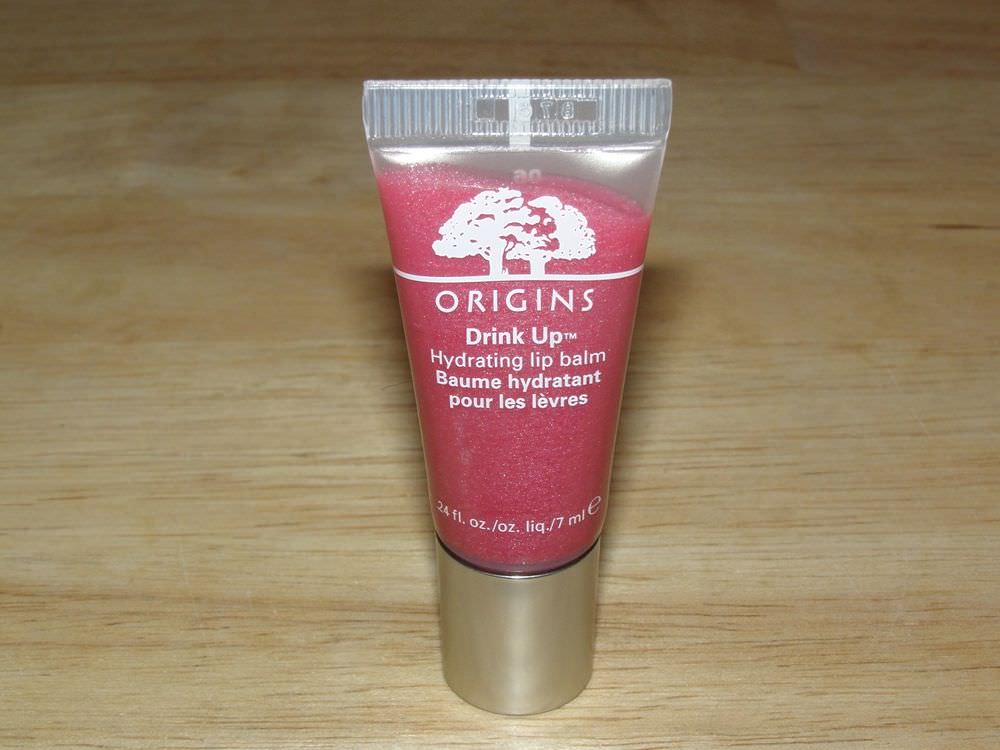 ORIGINS
Drink Up™
Hydrating lip balm
Baume hydratant
pour les lèvres
.24 fl. oz./oz. liq./7 ml ℮